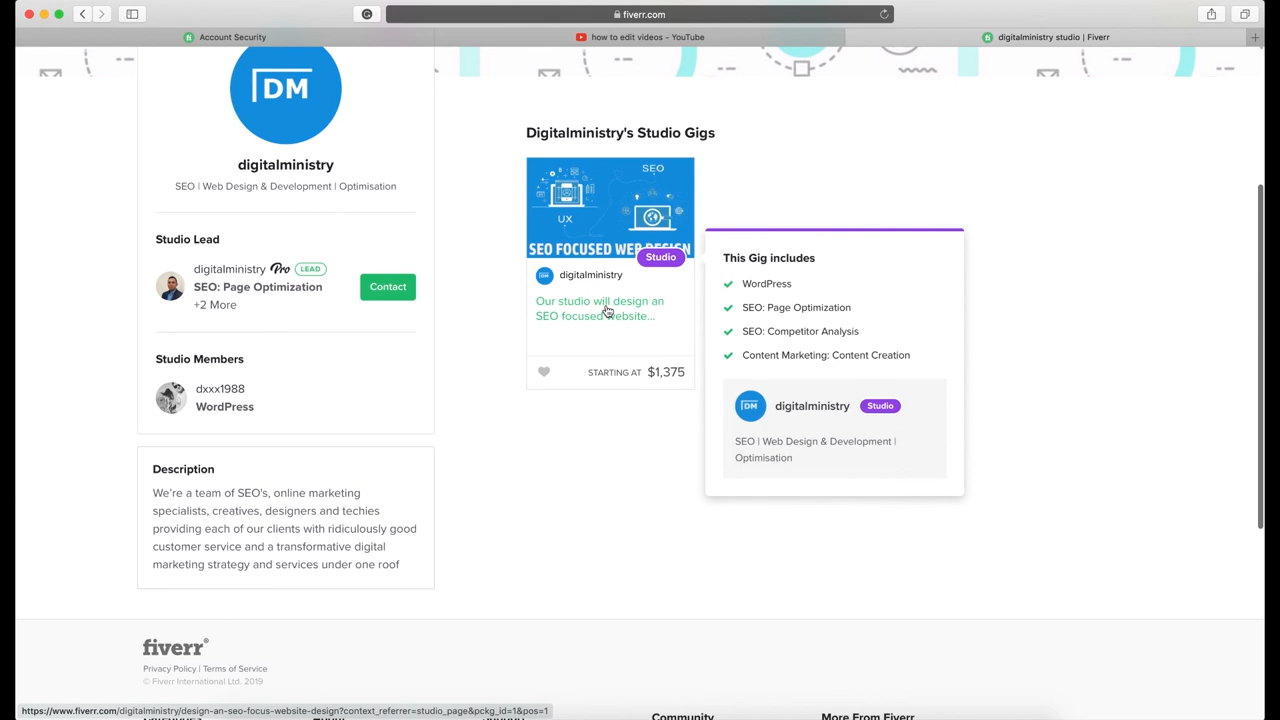 fiverr.com
Account Security
how to edit videos – YouTube
digitalministry studio | Fiverr
DM
digitalministry
SEO | Web Design & Development | Optimisation
Studio Lead
digitalministry Pro LEAD
SEO: Page Optimization
+2 More
Contact
Studio Members
dxxx1988
WordPress
Description
We're a team of SEO's, online marketing
specialists, creatives, designers and techies
providing each of our clients with ridiculously good
customer service and a transformative digital
marketing strategy and services under one roof
Digitalministry's Studio Gigs
SEO
UX
SEO FOCUSED WEB DESIGN
Studio
DM
digitalministry
Our studio will design an
SEO focused website...
STARTING AT $1,375
This Gig includes
WordPress
SEO: Page Optimization
SEO: Competitor Analysis
Content Marketing: Content Creation
DM
digitalministry Studio
SEO | Web Design & Development |
Optimisation
fiverr®
Privacy Policy | Terms of Service
© Fiverr International Ltd. 2019
https://www.fiverr.com/digitalministry/design-an-seo-focus-website-design?context_referrer=studio_page&pckg_id=1&pos=1
Community
More From Fiverr